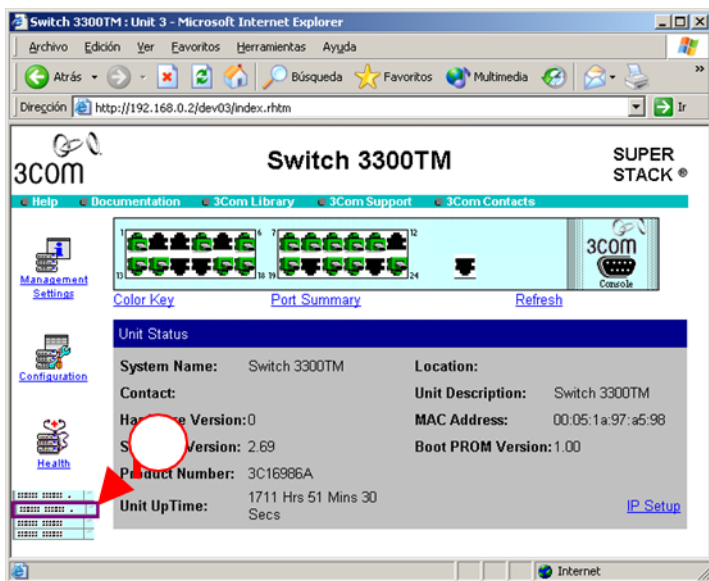 Switch 3300TM : Unit 3 - Microsoft Internet Explorer
Archivo Edición Ver Favoritos Herramientas Ayuda
Atrás Búsqueda Favoritos Multimedia »
Dirección http://192.168.0.2/dev03/index.rhtm Ir
3COM Switch 3300TM SUPER
STACK ®
Help Documentation 3Com Library 3Com Support 3Com Contacts
1 6 7 12
3COM
13 18 19 24
Console
Management
Settings
Color Key Port Summary Refresh
Unit Status
System Name: Switch 3300TM Location:
Configuration
Contact: Unit Description: Switch 3300TM
Version: 0 MAC Address: 00:05:1a:97:a5:98
Version: 2.69 Boot PROM Version: 1.00
Health
Product Number: 3C16986A
Unit UpTime: 1711 Hrs 51 Mins 30
Secs
IP Setup
Internet